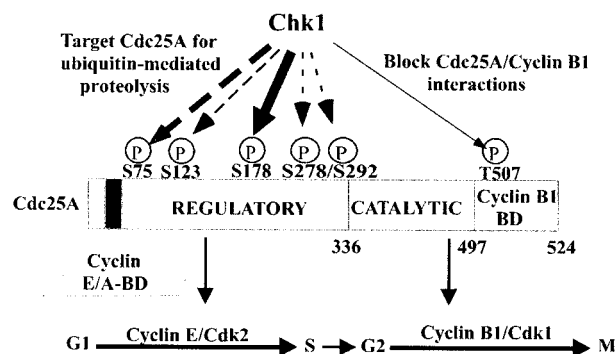 Chk1
Target Cdc25A for
ubiquitin-mediated
proteolysis
Block Cdc25A/Cyclin B1
interactions
P P P P P P
S75 S123 S178 S278/S292 T507
Cdc25A
REGULATORY
CATALYTIC
Cyclin B1
BD
336 497 524
Cyclin
E/A-BD
G1 Cyclin E/Cdk2 S G2 Cyclin B1/Cdk1 M